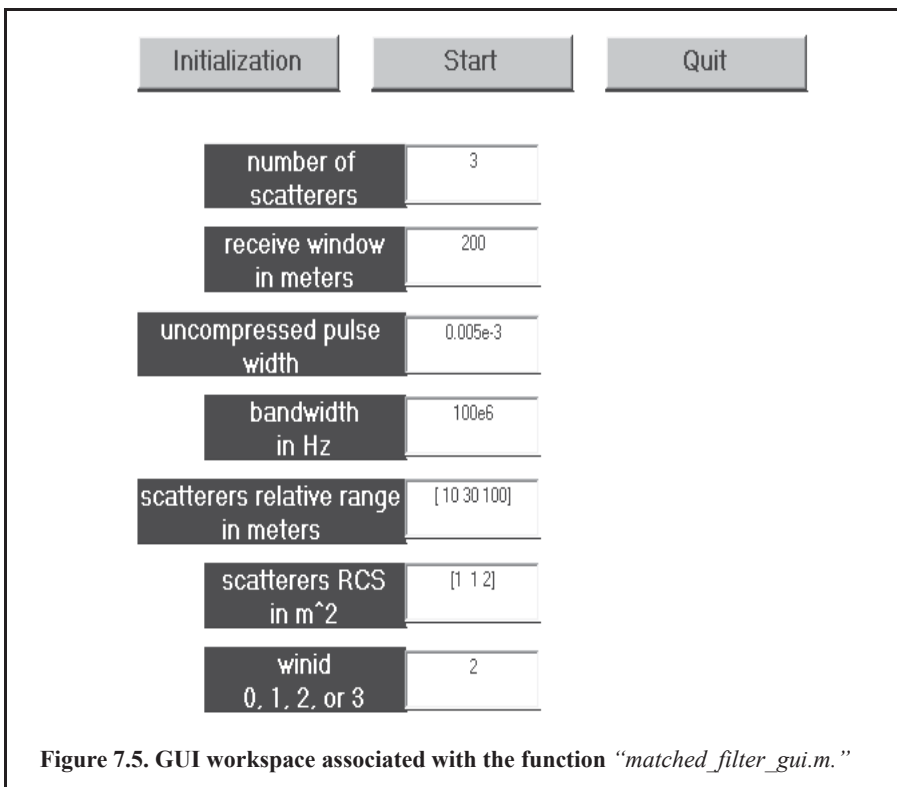 Initialization Start Quit
number of
scatterers
3
receive window
in meters
200
uncompressed pulse
width
0.005e-3
bandwidth
in Hz
100e6
scatterers relative range
in meters
[ 10 30 100]
scatterers RCS
in m^2
[1 1 2]
winid
0, 1, 2, or 3
2
Figure 7.5. GUI workspace associated with the function “matched_filter_gui.m.”